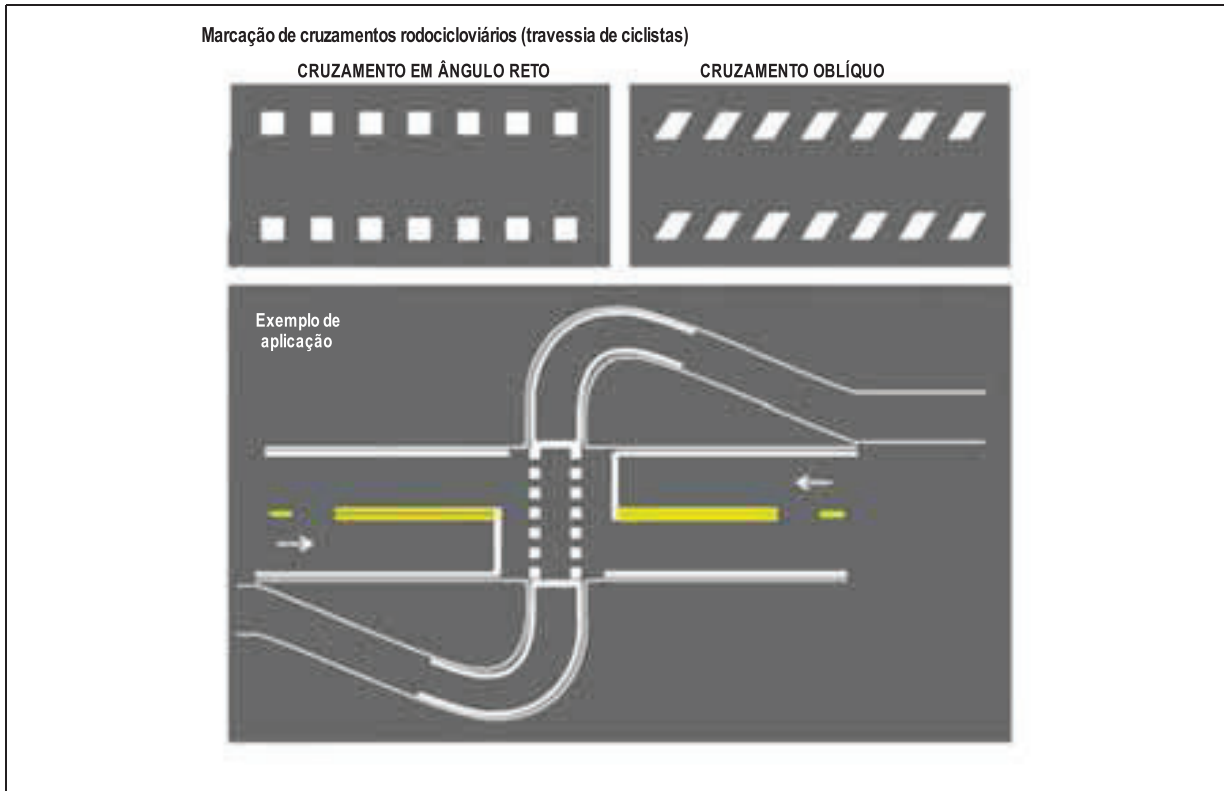 Marcação de cruzamentos rodocicloviários (travessia de ciclistas)
CRUZAMENTO EM ÂNGULO RETO
CRUZAMENTO OBLÍQUO
Exemplo de
aplicação